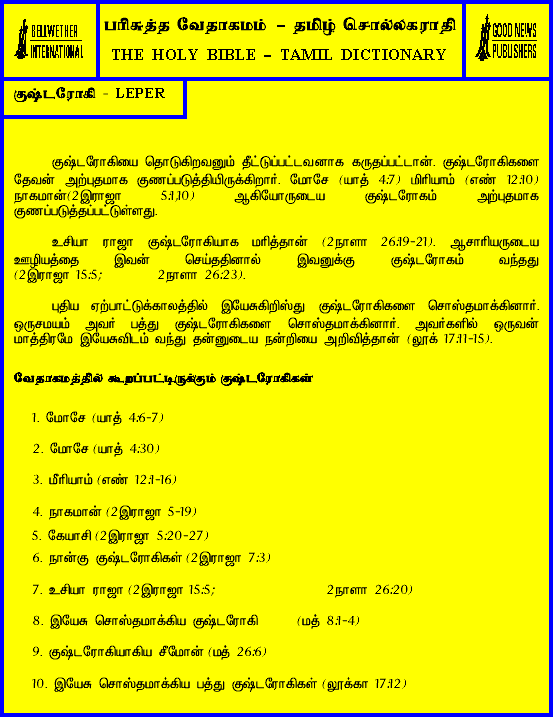 BELLWETHER
INTERNATIONAL
பரிசுத்த வேதாகமம் – தமிழ் சொல்லகராதி
THE HOLY BIBLE – TAMIL DICTIONARY
GOOD NEWS
PUBLISHERS
குஷ்டரோகி - LEPER
குஷ்டரோகியை தொடுகிறவனும் தீட்டுப்பட்டவனாக கருதப்பட்டான். குஷ்டரோகிகளை
தேவன் அற்புதமாக குணப்படுத்தியிருக்கிறார். மோசே (யாத் 4:7) மிரியாம் (எண் 12:10)
நாகமான்(2இராஜா 5:1,10) ஆகியோருடைய குஷ்டரோகம் அற்புதமாக
குணப்படுத்தப்பட்டுள்ளது.
உசியா ராஜா குஷ்டரோகியாக மரித்தான் (2நாளா 26:19-21). ஆசாரியருடைய
ஊழியத்தை இவன் செய்ததினால் இவனுக்கு குஷ்டரோகம் வந்தது
(2இராஜா 15:5; 2நாளா 26:23).
புதிய ஏற்பாட்டுக்காலத்தில் இயேசுகிறிஸ்து குஷ்டரோகிகளை சொஸ்தமாக்கினார்.
ஒருசமயம் அவர் பத்து குஷ்டரோகிகளை சொஸ்தமாக்கினார். அவர்களில் ஒருவன்
மாத்திரமே இயேசுவிடம் வந்து தன்னுடைய நன்றியை அறிவித்தான் (லூக் 17:11-15).
வேதாகமத்தில் கூறப்பட்டிருக்கும் குஷ்டரோகிகள்
1. மோசே (யாத் 4:6-7)
2. மோசே (யாத் 4:30)
3. மீரியாம் (எண் 12:1-16)
4. நாகமான் (2இராஜா 5-19)
5. கேயாசி (2இராஜா 5:20-27)
6. நான்கு குஷ்டரோகிகள் (2இராஜா 7:3)
7. உசியா ராஜா (2இராஜா 15:5; 2நாளா 26:20)
8. இயேசு சொஸ்தமாக்கிய குஷ்டரோகி (மத் 8:1-4)
9. குஷ்டரோகியாகிய சீமோன் (மத் 26:6)
10. இயேசு சொஸ்தமாக்கிய பத்து குஷ்டரோகிகள் (லூக்கா 17:12)